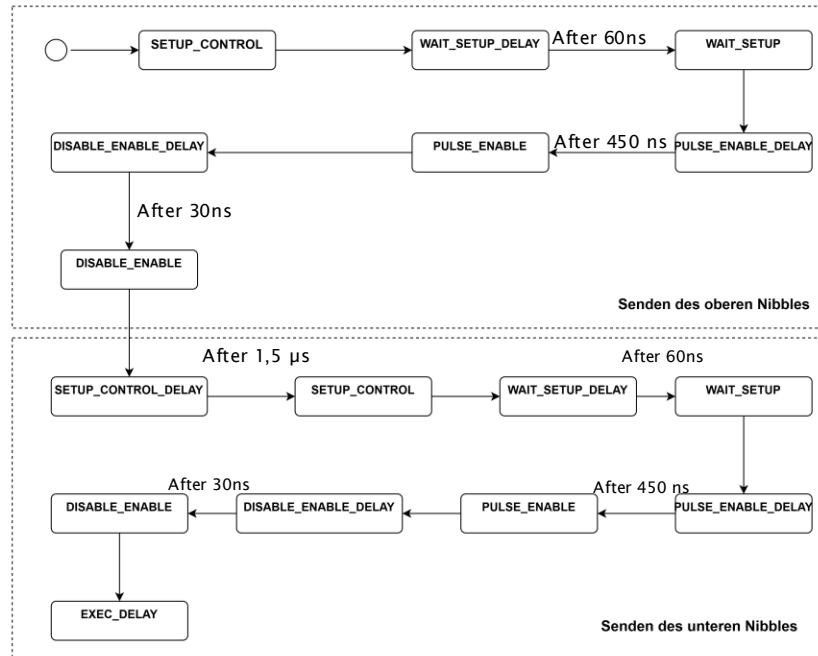 SETUP_CONTROL
WAIT_SETUP_DELAY
After 60ns
WAIT_SETUP
DISABLE_ENABLE_DELAY
PULSE_ENABLE
After 450 ns
PULSE_ENABLE_DELAY
After 30ns
DISABLE_ENABLE
Senden des oberen Nibbles
After 1,5 µs
After 60ns
SETUP_CONTROL_DELAY
SETUP_CONTROL
WAIT_SETUP_DELAY
WAIT_SETUP
After 30ns
After 450 ns
DISABLE_ENABLE
DISABLE_ENABLE_DELAY
PULSE_ENABLE
PULSE_ENABLE_DELAY
EXEC_DELAY
Senden des unteren Nibbles